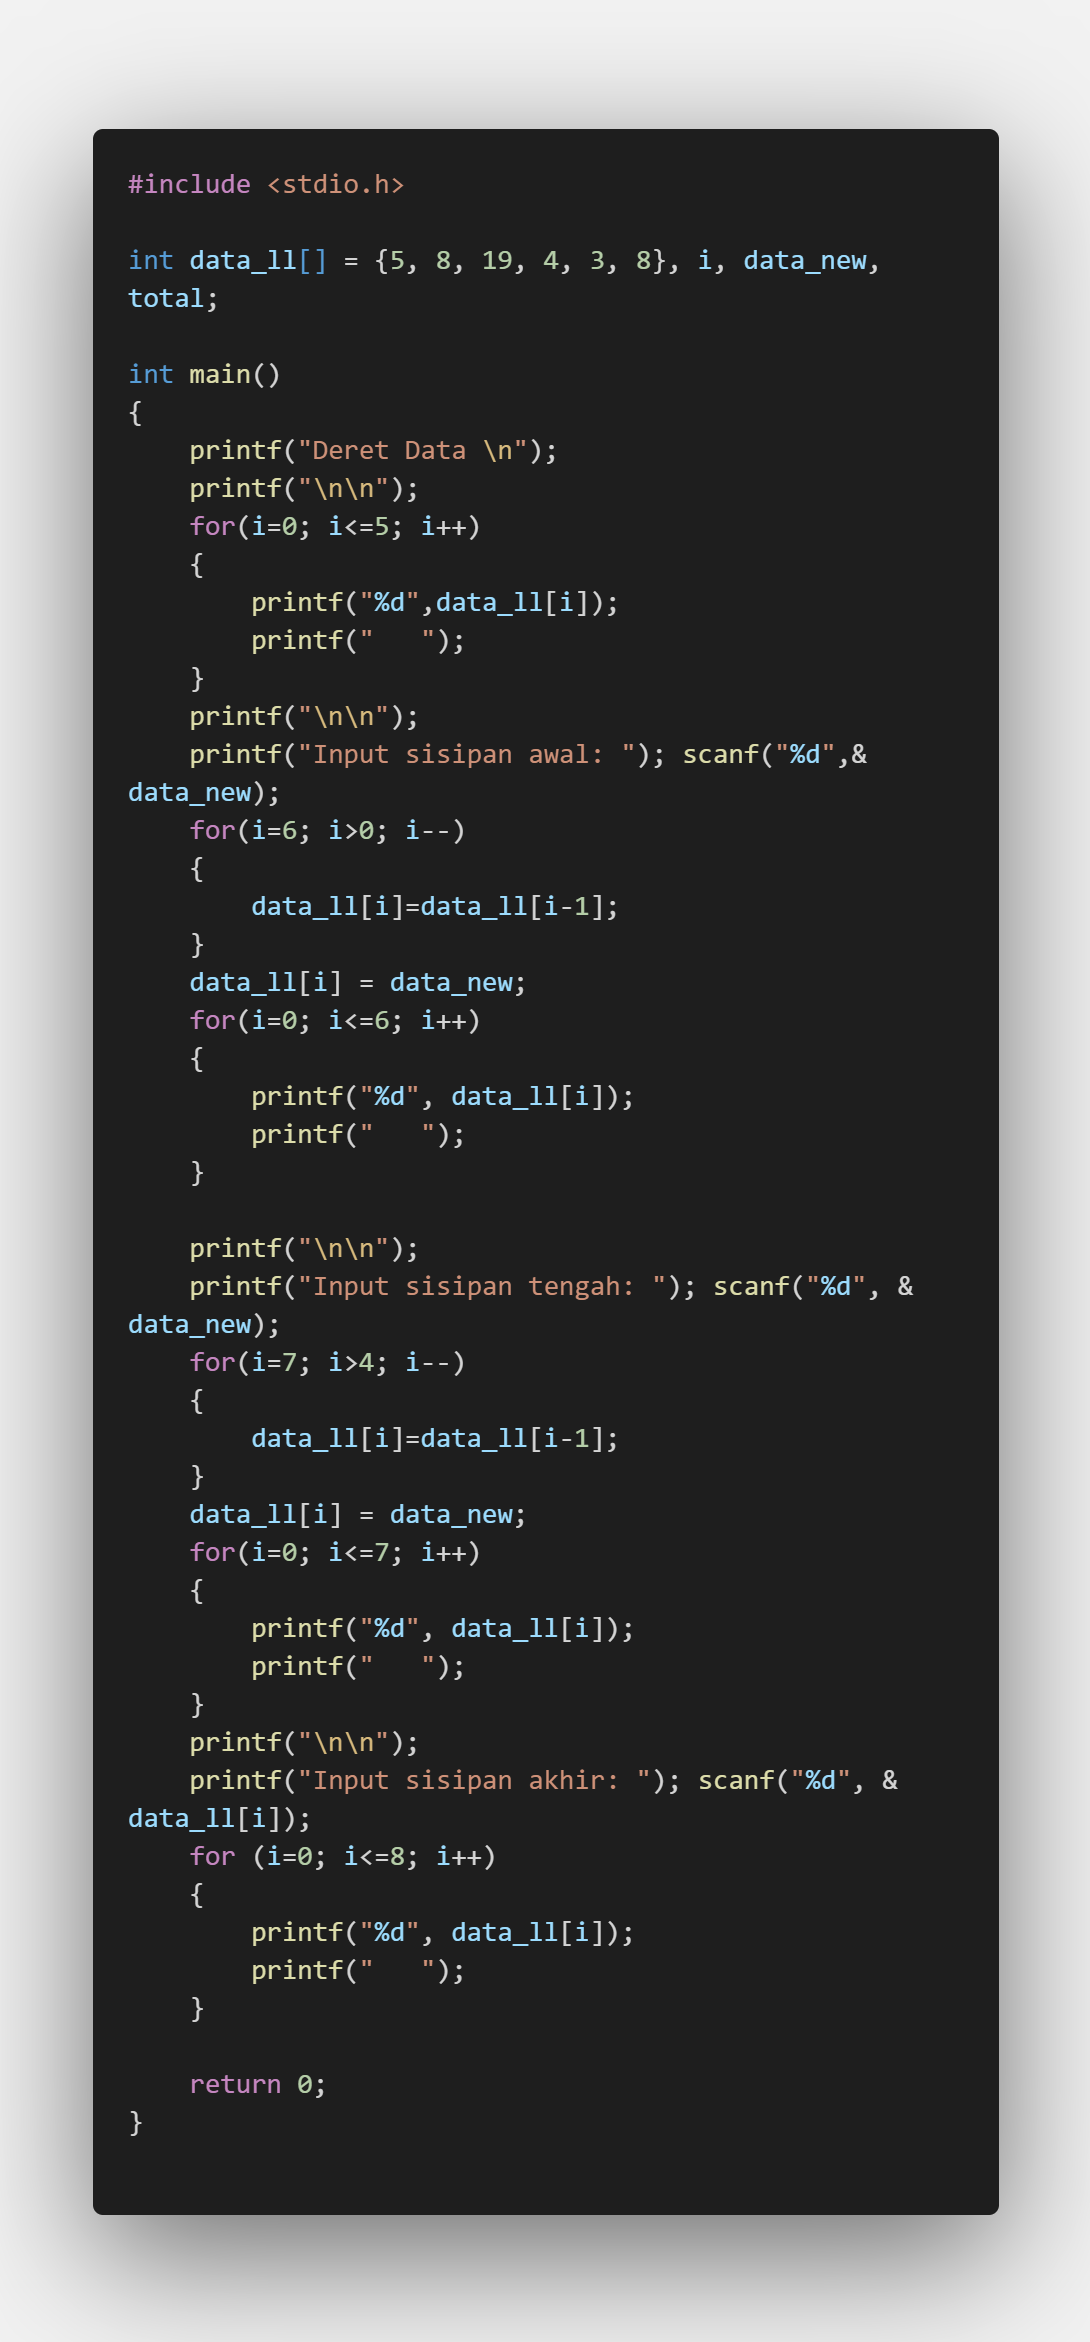 #include <stdio.h>

int data_ll[] = {5, 8, 19, 4, 3, 8}, i, data_new,
total;

int main()
{
    printf("Deret Data \n");
    printf("\n\n");
    for(i=0; i<=5; i++)
    {
        printf("%d",data_ll[i]);
        printf("   ");
    }
    printf("\n\n");
    printf("Input sisipan awal: "); scanf("%d",&
data_new);
    for(i=6; i>0; i--)
    {
        data_ll[i]=data_ll[i-1];
    }
    data_ll[i] = data_new;
    for(i=0; i<=6; i++)
    {
        printf("%d", data_ll[i]);
        printf("   ");
    }

    printf("\n\n");
    printf("Input sisipan tengah: "); scanf("%d", &
data_new);
    for(i=7; i>4; i--)
    {
        data_ll[i]=data_ll[i-1];
    }
    data_ll[i] = data_new;
    for(i=0; i<=7; i++)
    {
        printf("%d", data_ll[i]);
        printf("   ");
    }
    printf("\n\n");
    printf("Input sisipan akhir: "); scanf("%d", &
data_ll[i]);
    for (i=0; i<=8; i++)
    {
        printf("%d", data_ll[i]);
        printf("   ");
    }

    return 0;
}